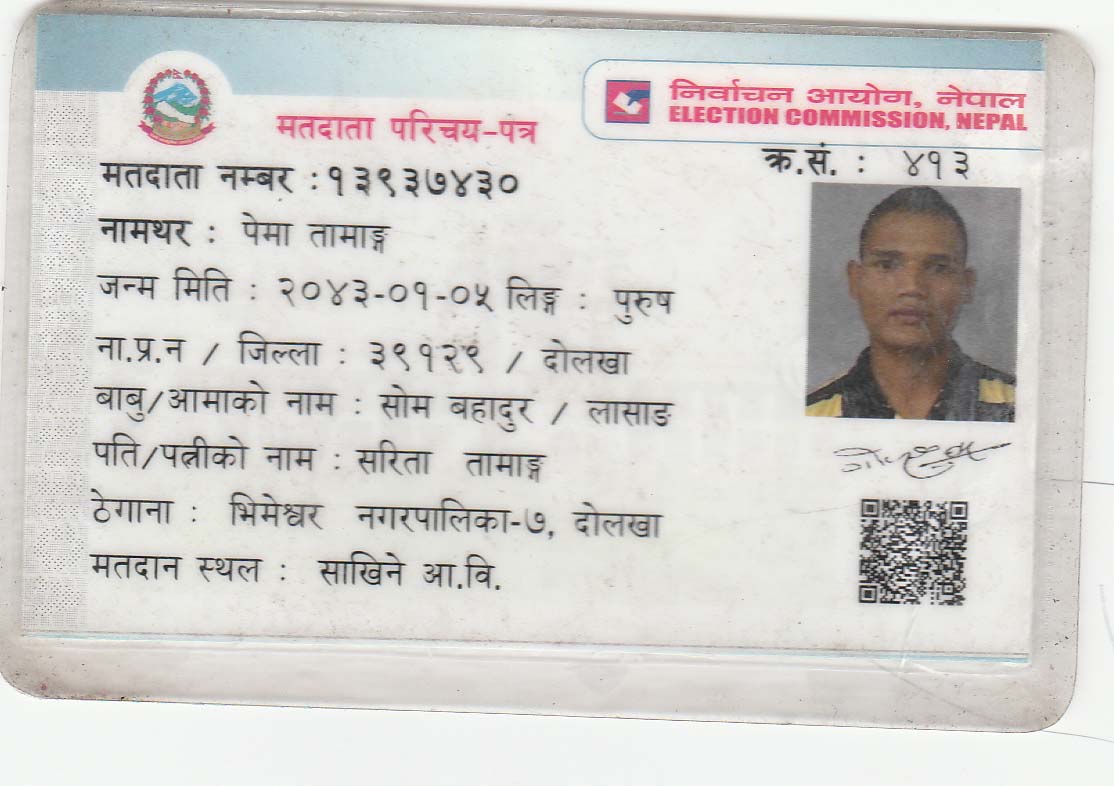 निर्वाचन आयोग, नेपाल
ELECTION COMMISSION, NEPAL
मतदाता परिचय-पत्र
क्र.सं. : ४१३
मतदाता नम्बर : १३९३७४३०
नामथर : पेमा तामाङ्ग
जन्म मिति : २०४३-०१-०५ लिङ्ग : पुरुष
ना.प्र.न / जिल्ला : ३९१२९ / दोलखा
बाबु/आमाको नाम : सोम बहादुर / लासाङ
पति/पत्नीको नाम : सरिता तामाङ्ग
ठेगाना : भिमेश्वर नगरपालिका-७, दोलखा
मतदान स्थल : साखिने आ.वि.